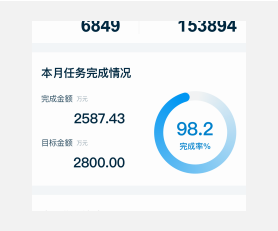 6849 153894
本月任务完成情况
完成金额 万元
2587.43
98.2
完成率%
目标金额 万元
2800.00